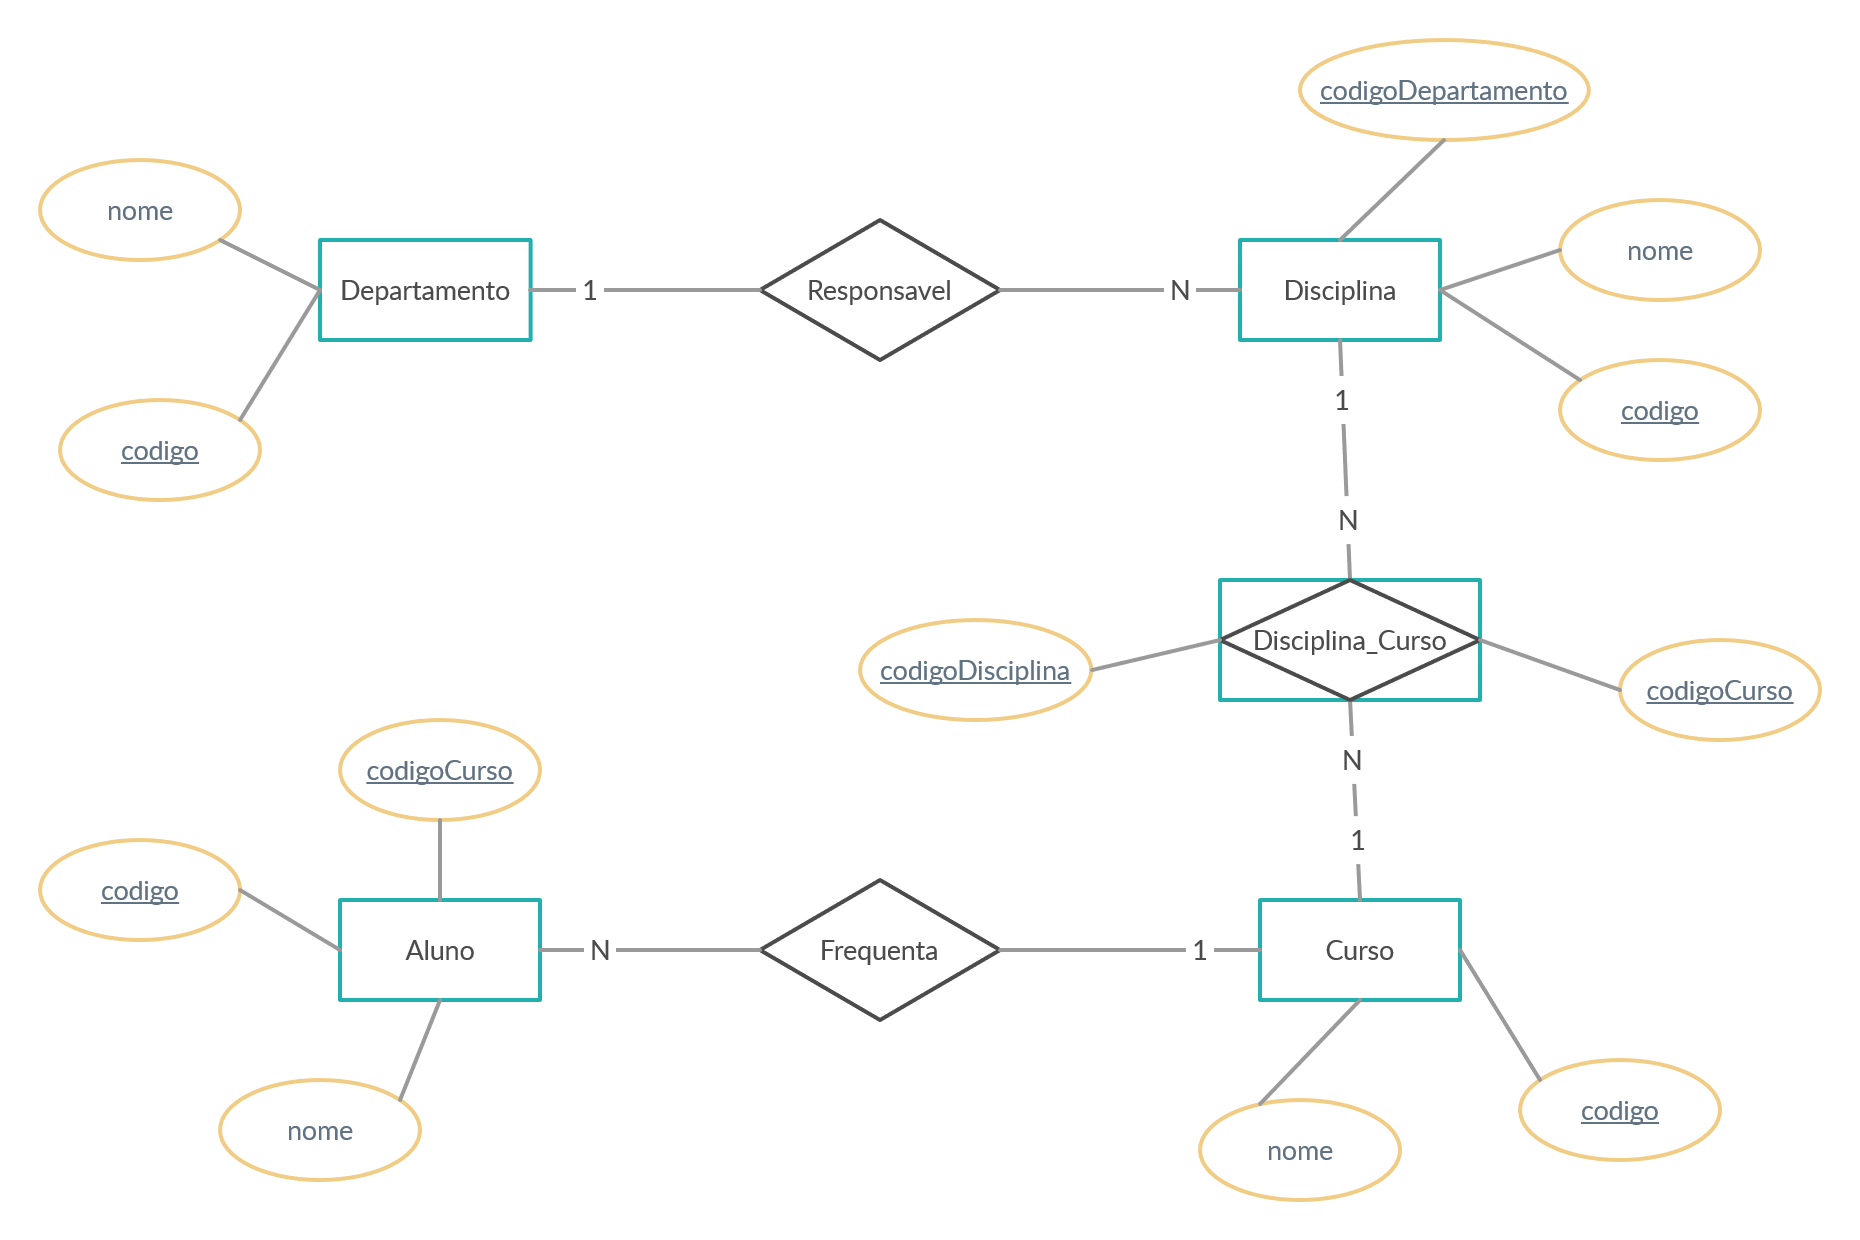 codigoDepartamento
nome
nome
Departamento
1
Responsavel
N
Disciplina
codigo
codigo
1
N
Disciplina_Curso
codigoDisciplina
codigoCurso
N
codigoCurso
1
codigo
Aluno
N
Frequenta
1
Curso
nome
codigo
nome